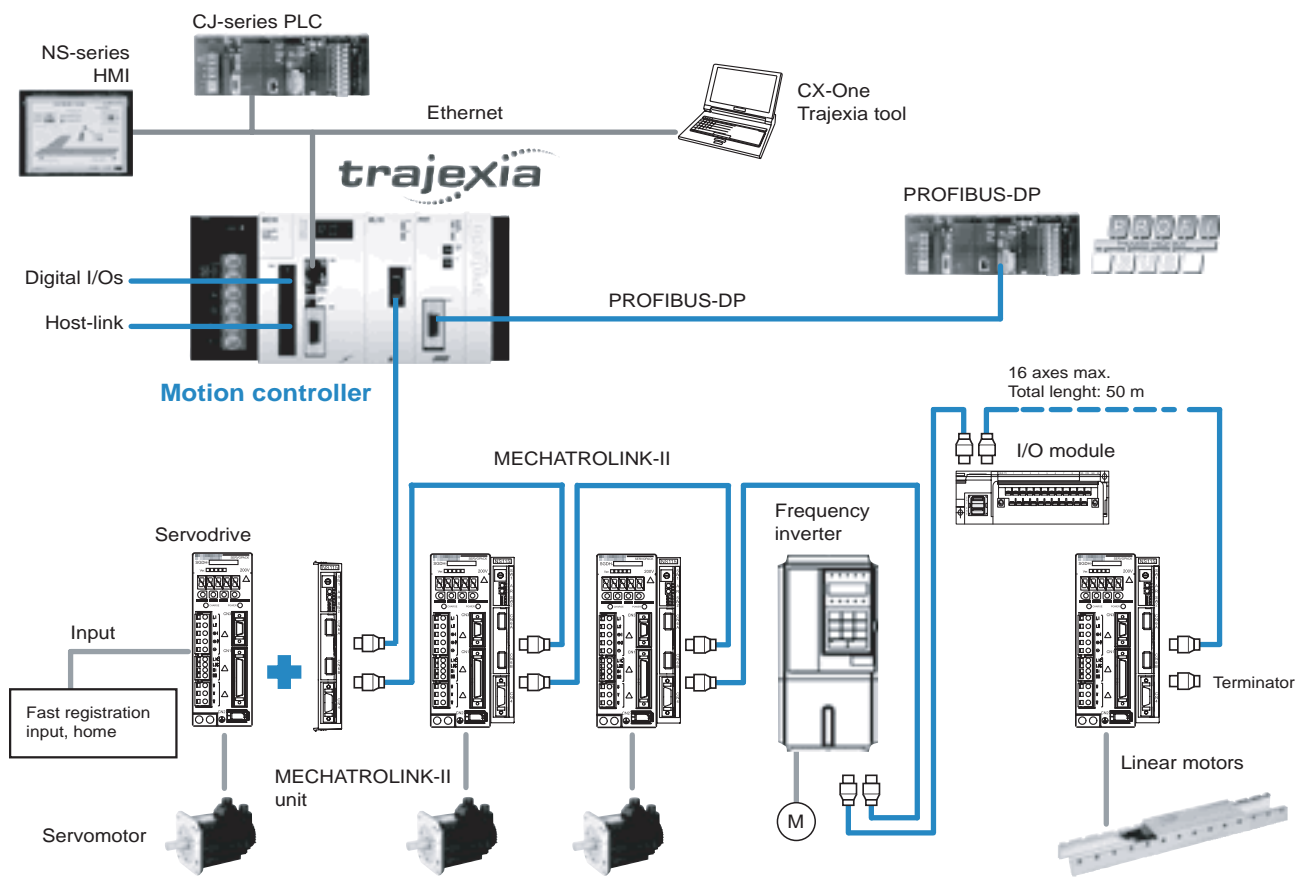 CJ-series PLC
NS-series
HMI
Ethernet
CX-One
Trajexia tool
trajexia
PROFIBUS-DP
Digital I/Os
Host-link
PROFIBUS-DP
Motion controller
16 axes max.
Total lenght: 50 m
MECHATROLINK-II
I/O module
Frequency
inverter
Servodrive
Input
Fast registration
input, home
Terminator
MECHATROLINK-II
unit
Linear motors
Servomotor
M